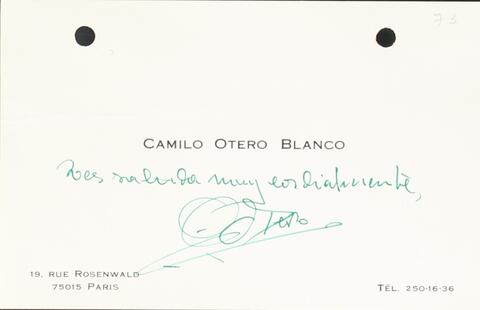 73
CAMILO OTERO BLANCO
les saluda muy cordialmente,
C. Otero
19, RUE ROSENWALD
75015 PARIS
TÉL. 250-16-36